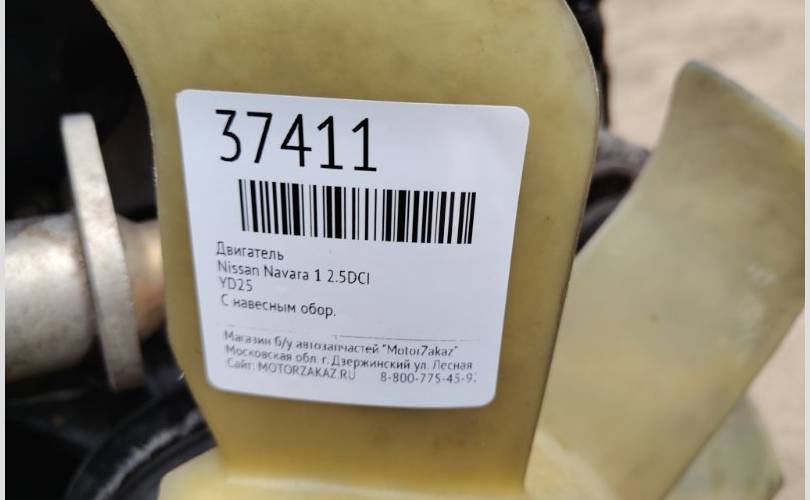 37411
Двигатель
Nissan Navara 1 2.5DCI
YD25
С навесным обор.
Магазин б/у автозапчастей "MotorZakaz"
Московская обл. г. Дзержинский ул. Лесная
Сайт: MOTORZAKAZ.RU 8-800-775-45-9